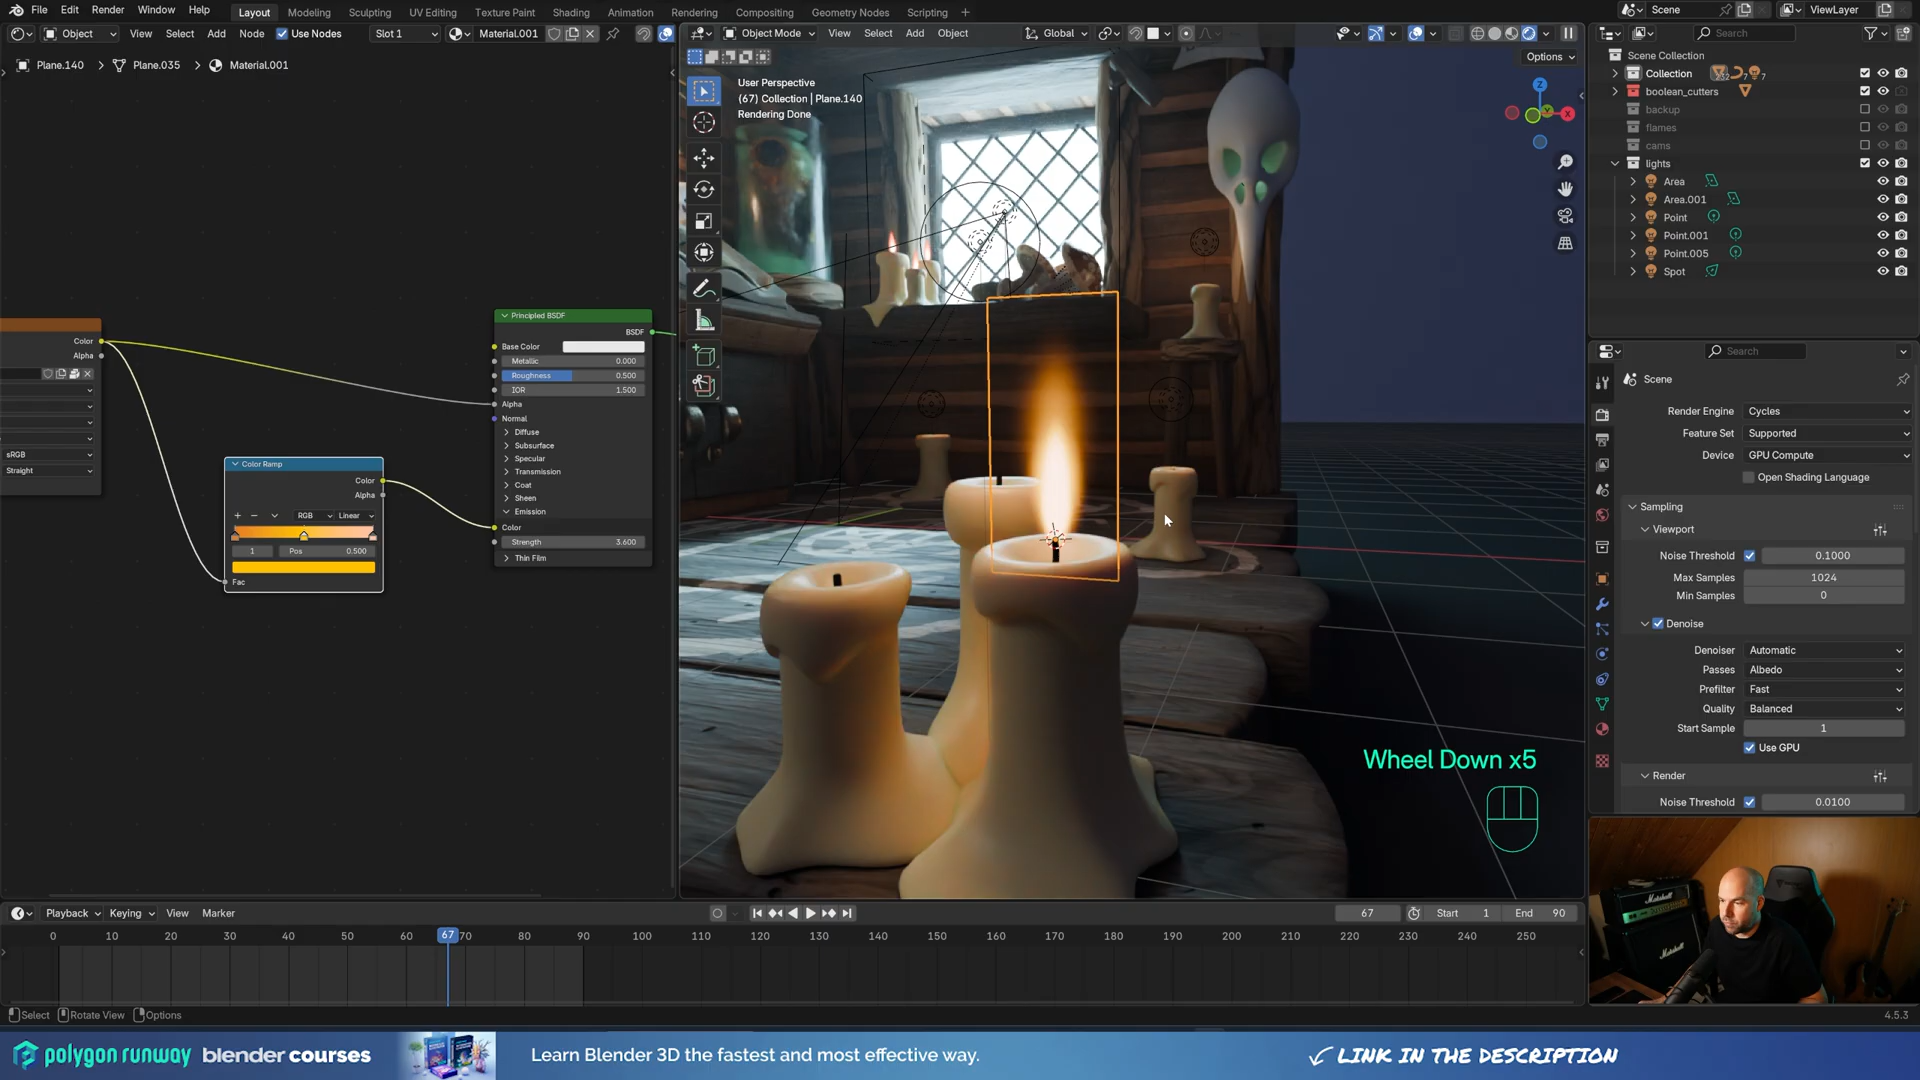 File Edit Render Window Help
Layout Modeling Sculpting UV Editing Texture Paint Shading Animation Rendering Compositing Geometry Nodes Scripting +
Scene ViewLayer
Object View Select Add Node Use Nodes Slot 1 Material.001
Plane.140 > Plane.035 > Material.001
Object Mode View Select Add Object Global
Options
User Perspective
(67) Collection | Plane.140
Rendering Done
Z
X
Search
Scene Collection
Collection
boolean_cutters
backup
flames
cams
lights
Area
Area.001
Point
Point.001
Point.005
Spot
Search
Scene
Render Engine Cycles
Feature Set Supported
Device GPU Compute
Open Shading Language
Sampling
Viewport
Noise Threshold 0.1000
Max Samples 1024
Min Samples 0
Denoise
Denoiser Automatic
Passes Albedo
Prefilter Fast
Quality Balanced
Start Sample 1
Use GPU
Render
Noise Threshold 0.0100
Color
Alpha
sRGB
Straight
Color Ramp
Color
Alpha
+ − RGB Linear
1 Pos 0.500
Fac
Principled BSDF
BSDF
Base Color
Metallic 0.000
Roughness 0.500
IOR 1.500
Alpha
Normal
Diffuse
Subsurface
Specular
Transmission
Coat
Sheen
Emission
Color
Strength 3.600
Thin Film
Wheel Down x5
Playback Keying View Marker
67 Start 1 End 90
0 10 20 30 40 50 60 67 70 80 90 100 110 120 130 140 150 160 170 180 190 200 210 220 230 240 250
Select Rotate View Options
4.5.3
Marshall
Marshall
polygon runway blender courses
Learn Blender 3D the fastest and most effective way.
LINK IN THE DESCRIPTION